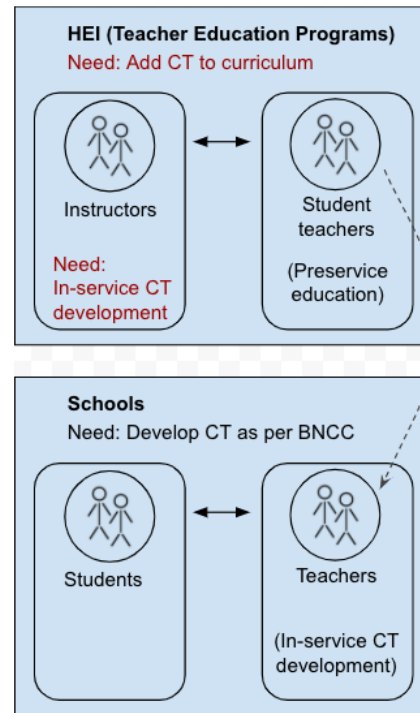 HEI (Teacher Education Programs)
Need: Add CT to curriculum
Instructors
Need:
In-service CT
development
Student
teachers
(Preservice
education)
Schools
Need: Develop CT as per BNCC
Students
Teachers
(In-service CT
development)